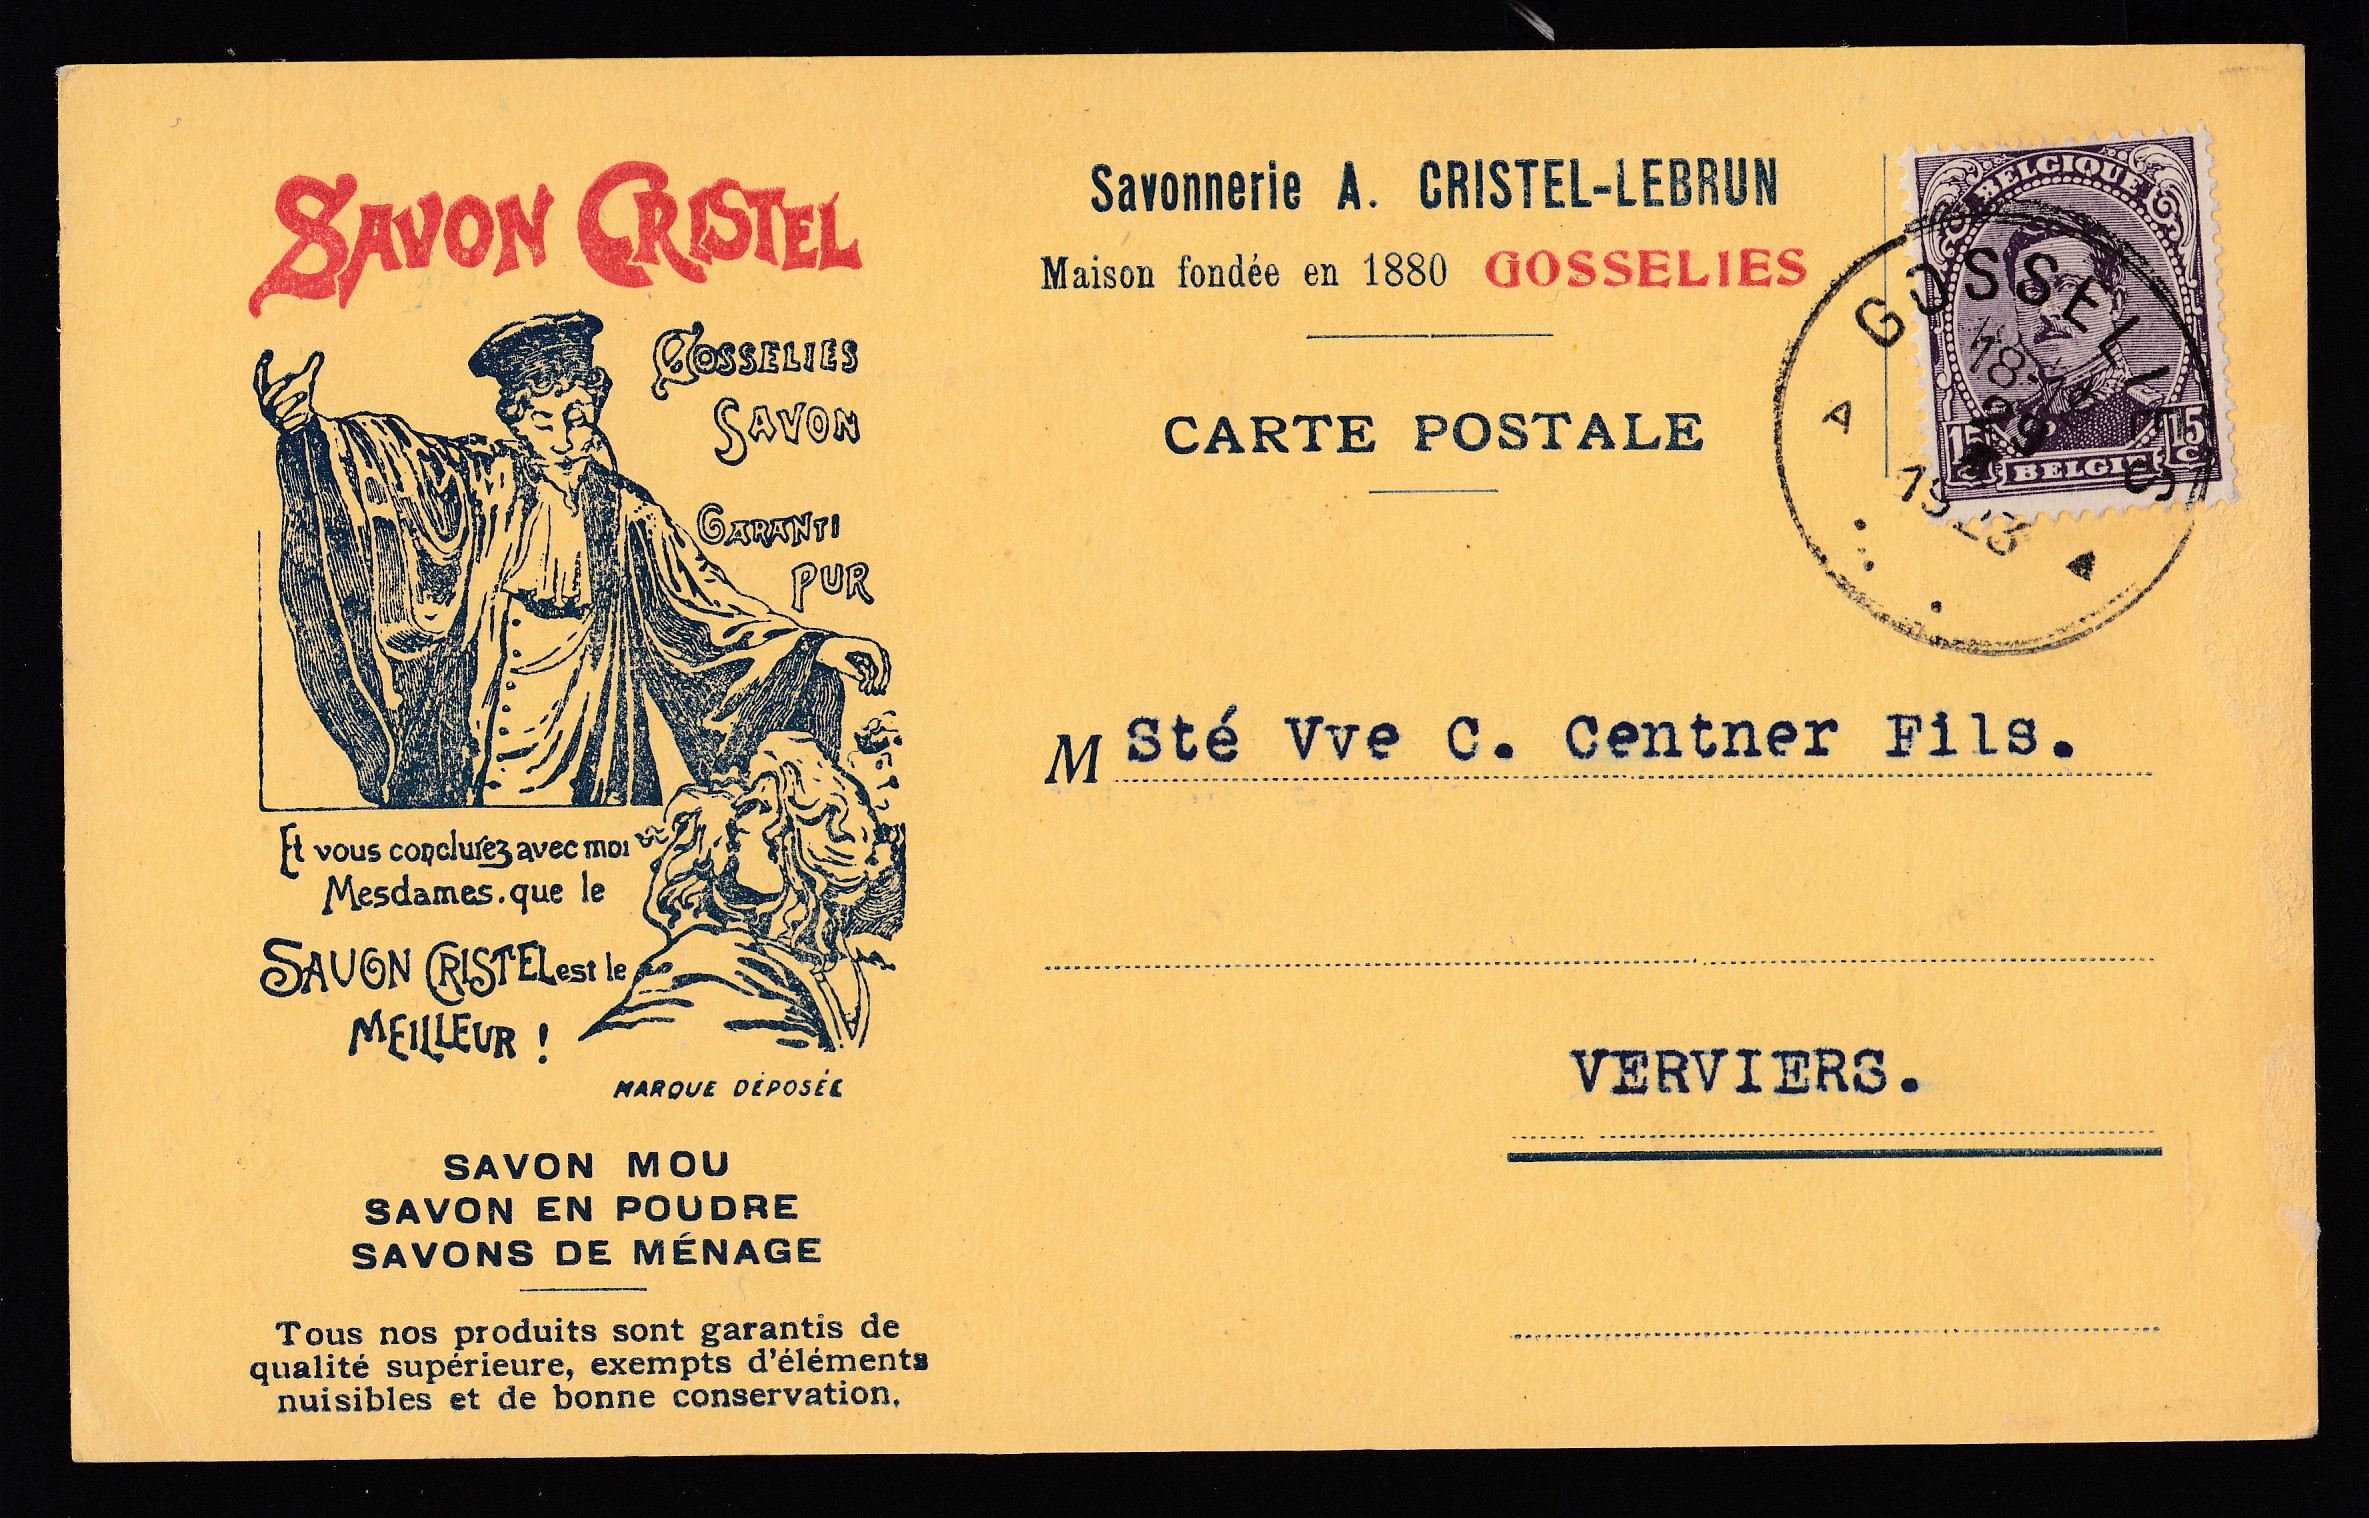 SAVON CRISTEL
GOSSELIES
SAVON
GARANTI
PUR
Et vous conclurez avec moi
Mesdames. que le
SAVON CRISTEL est le
MEILLEUR !
MARQUE DÉPOSÉE
SAVON MOU
SAVON EN POUDRE
SAVONS DE MÉNAGE
Tous nos produits sont garantis de
qualité supérieure, exempts d'éléments
nuisibles et de bonne conservation.
Savonnerie A. CRISTEL-LEBRUN
Maison fondée en 1880 GOSSELIES
CARTE POSTALE
BELGIQUE
15 C 15 C
BELGIË
GOSSELIES
A A
1923
M Sté Vve C. Centner Fils.
VERVIERS.